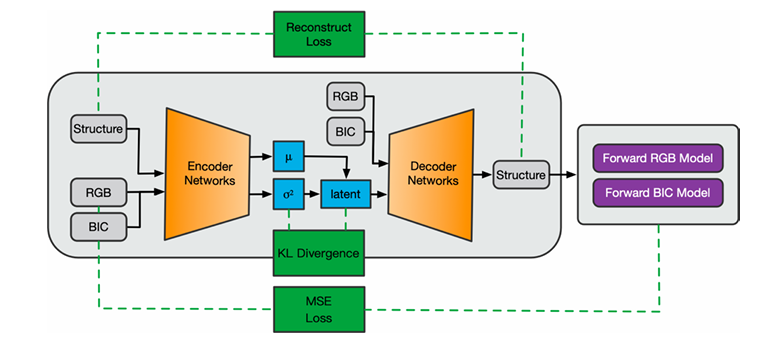 Reconstruct
Loss
RGB
BIC
Structure
Encoder
Networks
μ
σ²
latent
Decoder
Networks
Structure
RGB
BIC
Forward RGB Model
Forward BIC Model
KL Divergence
MSE
Loss